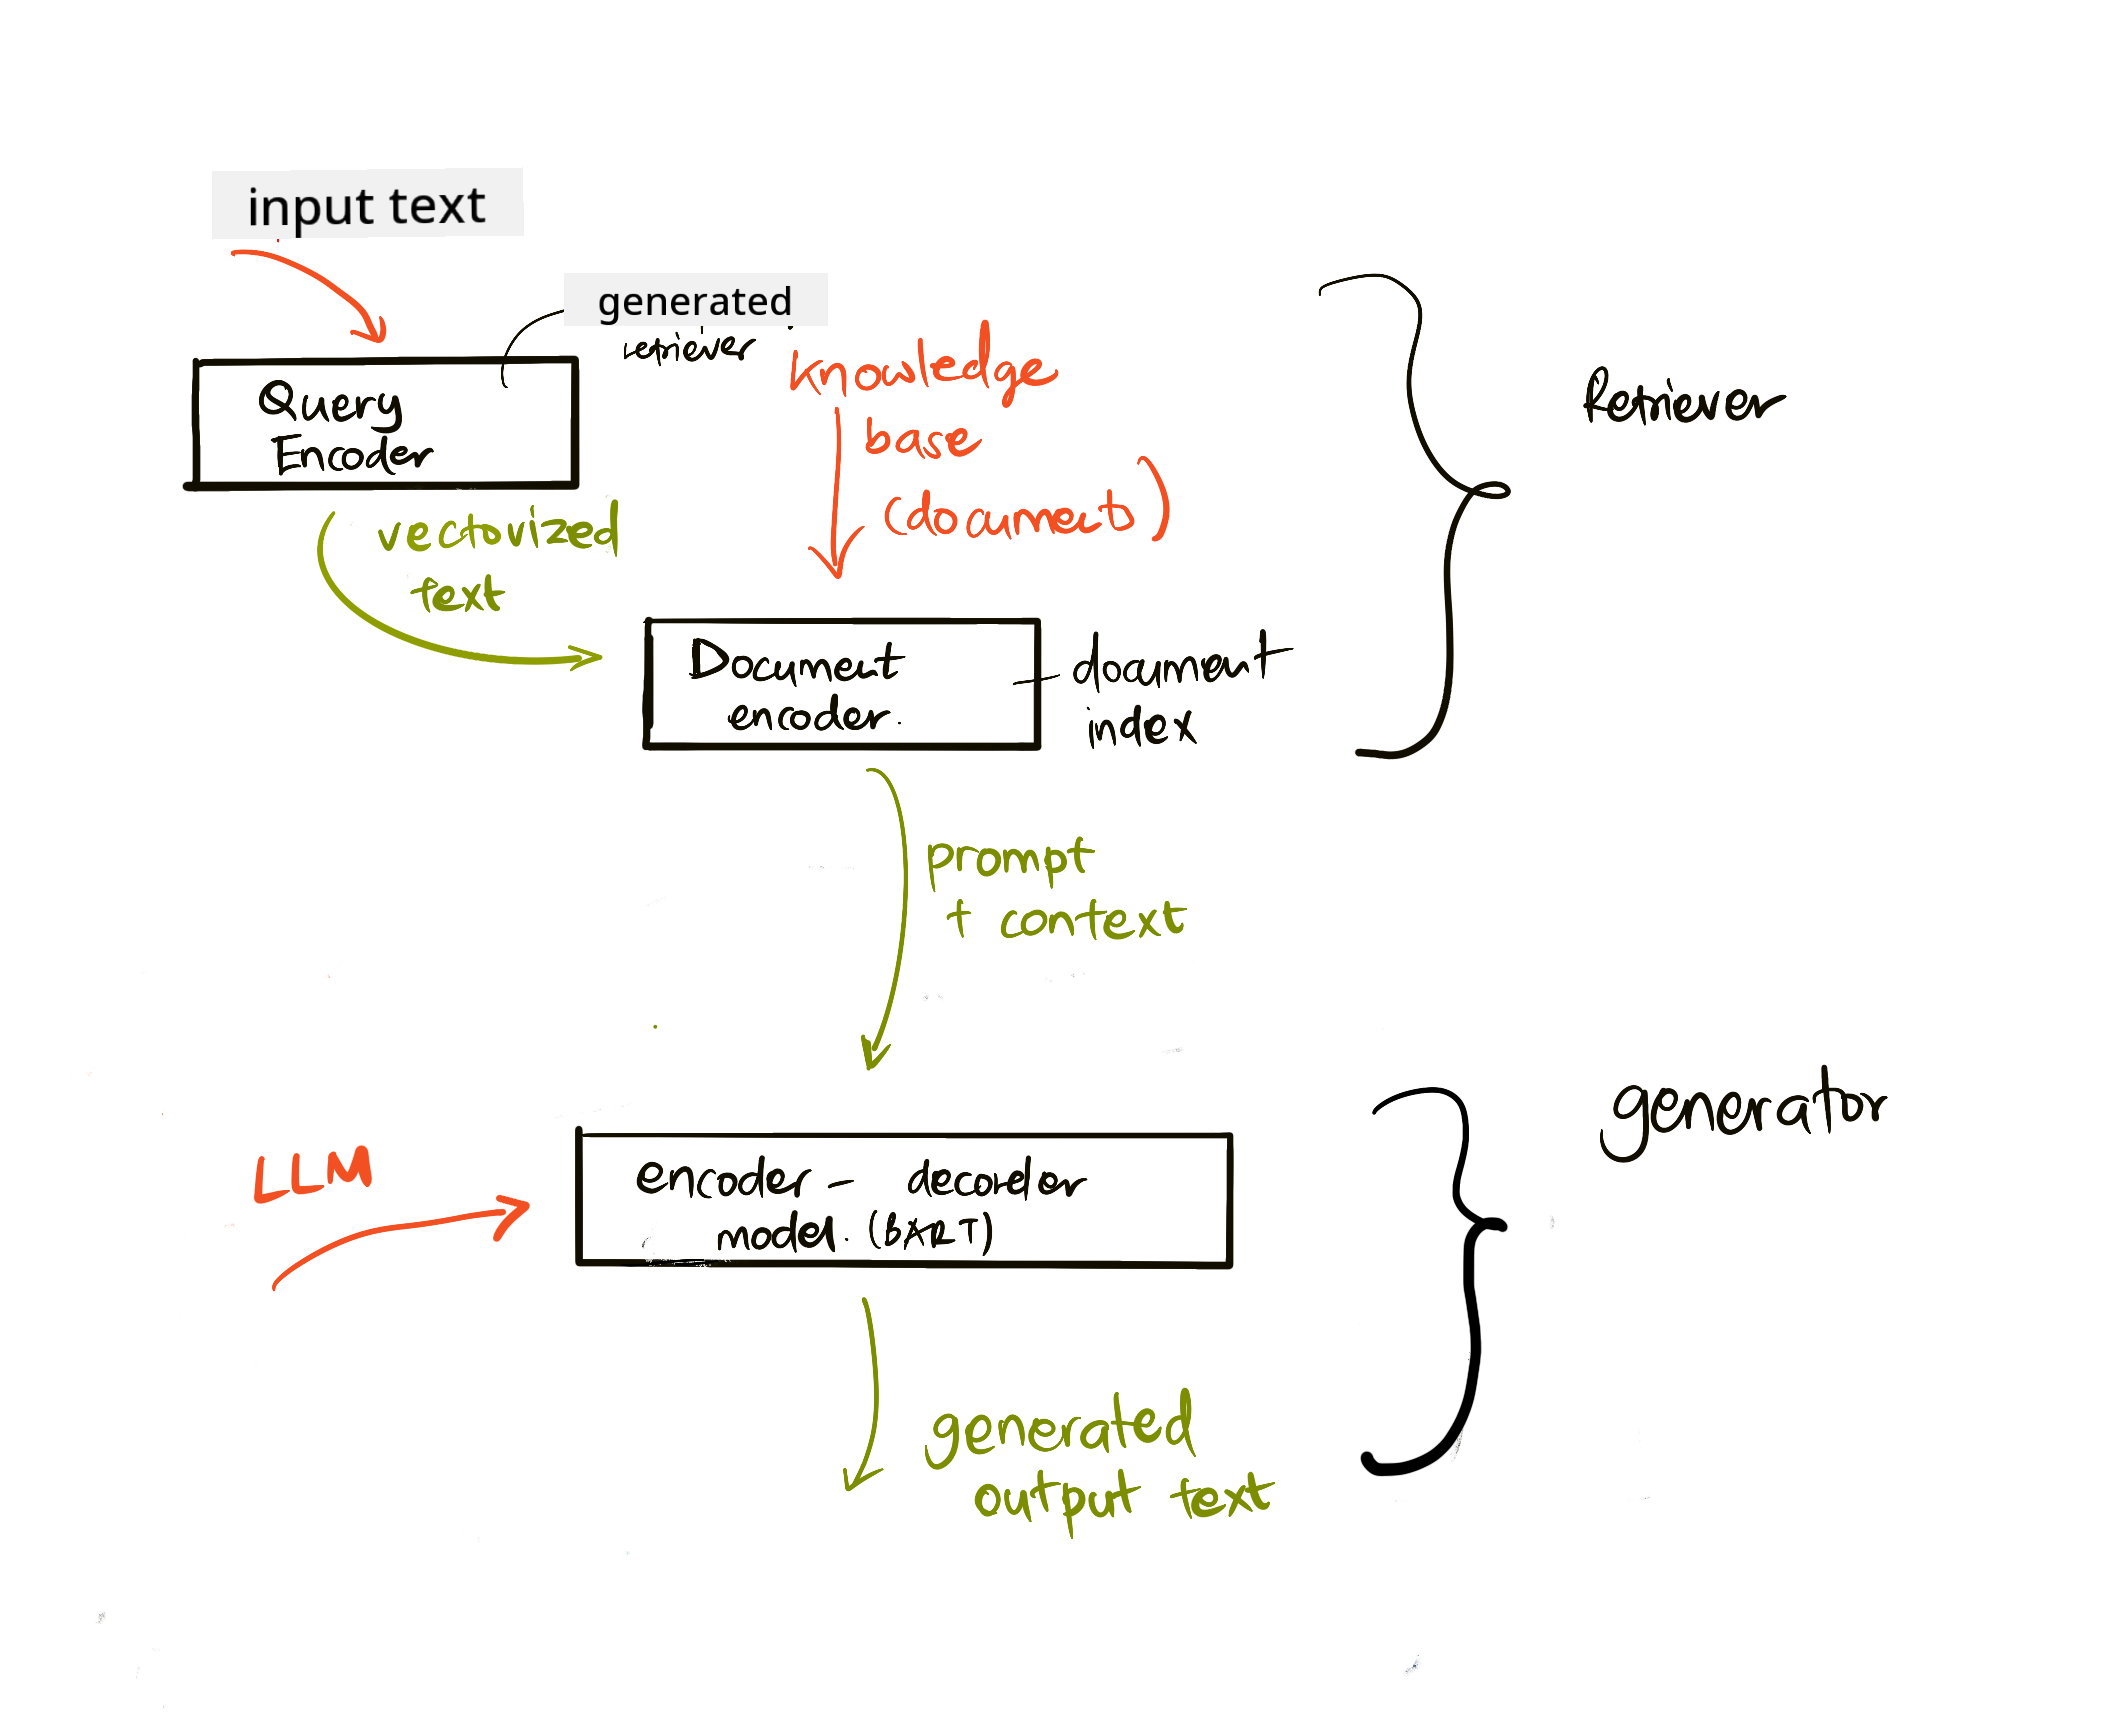 input text
generated
retriever
Query
Encoder
knowledge
base
(documents)
Retriever
vectorized
text
Document
encoder.
document
index
prompt
+ context
generator
LLM
encoder - decorder
model. (BART)
generated
output text